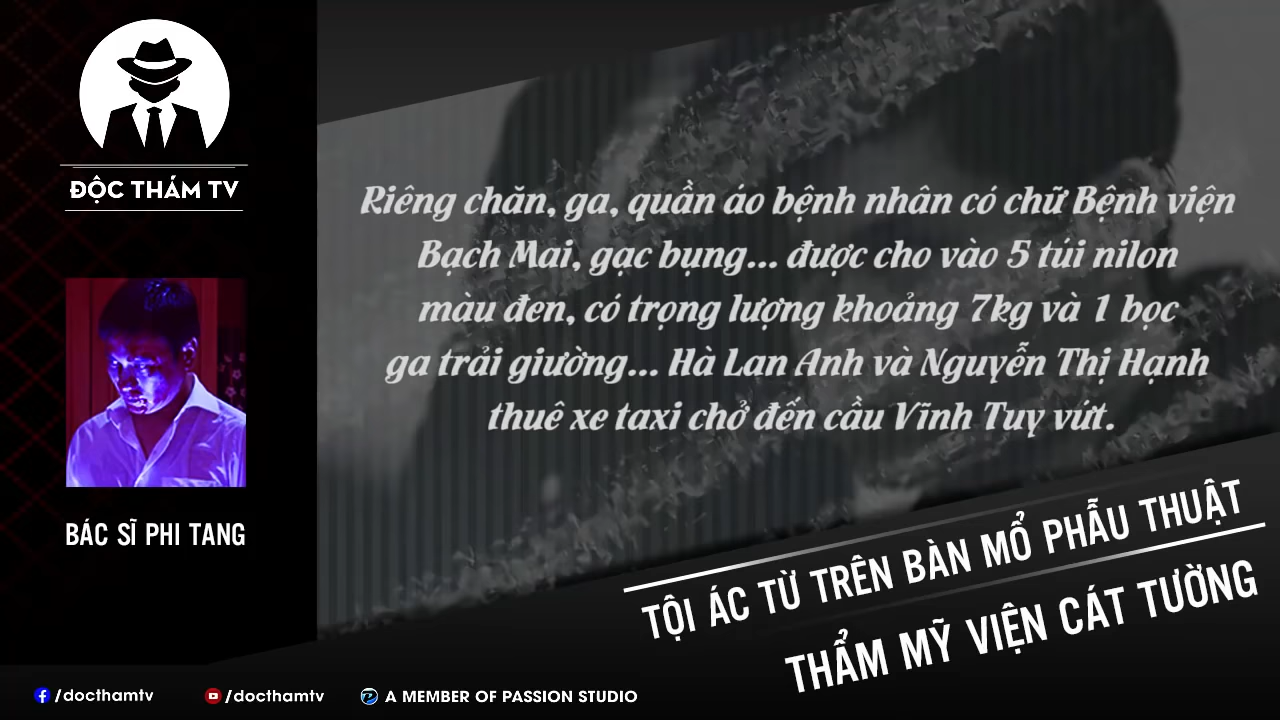 ĐỘC THÁM TV
Riêng chăn, ga, quần áo bệnh nhân có chữ Bệnh viện
Bạch Mai, gạc bụng... được cho vào 5 túi nilon
màu đen, có trọng lượng khoảng 7kg và 1 bọc
ga trải giường... Hà Lan Anh và Nguyễn Thị Hạnh
thuê xe taxi chở đến cầu Vĩnh Tuy vứt.
BÁC SĨ PHI TANG
TỘI ÁC TỪ TRÊN BÀN MỔ PHẪU THUẬT
THẨM MỸ VIỆN CÁT TƯỜNG
/docthamtv
/docthamtv
A MEMBER OF PASSION STUDIO